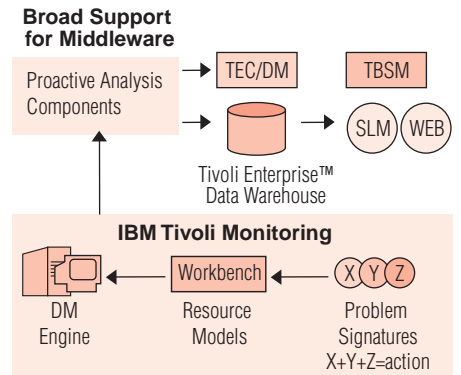 Broad Support
for Middleware
Proactive Analysis
Components
TEC/DM
TBSM
Tivoli Enterprise™
Data Warehouse
SLM
WEB
IBM Tivoli Monitoring
DM
Engine
Workbench
Resource
Models
X Y Z
Problem
Signatures
X+Y+Z=action